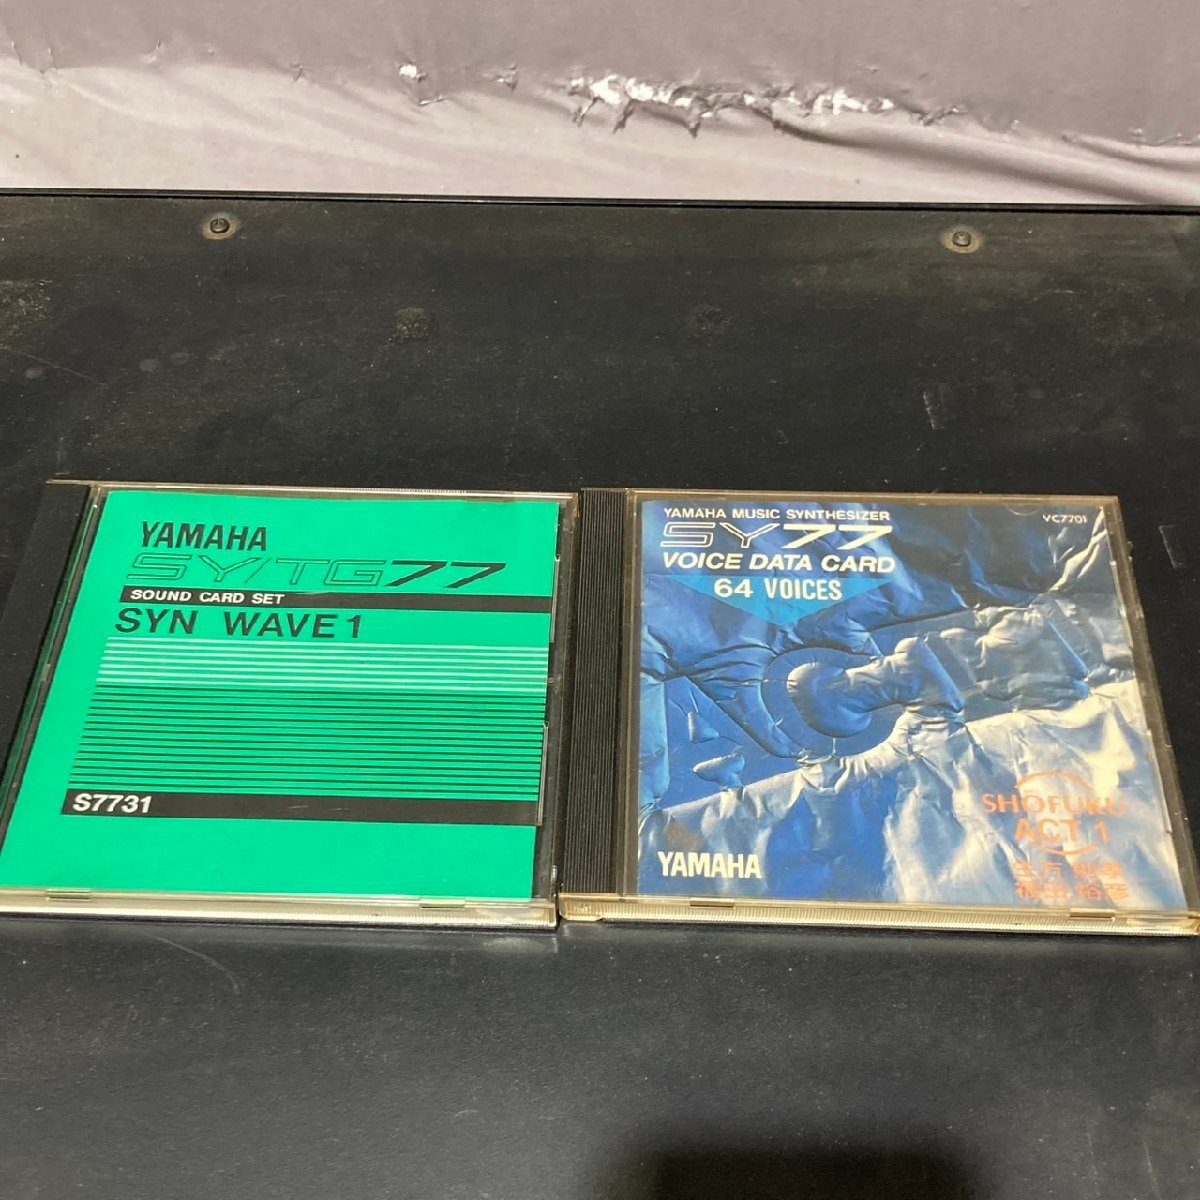 YAMAHA
SY/TG77
SOUND CARD SET
SYN WAVE 1
S7731
YAMAHA MUSIC SYNTHESIZER
VC7701
SY77
VOICE DATA CARD
64 VOICES
SHOFUKU
ACT 1
YAMAHA